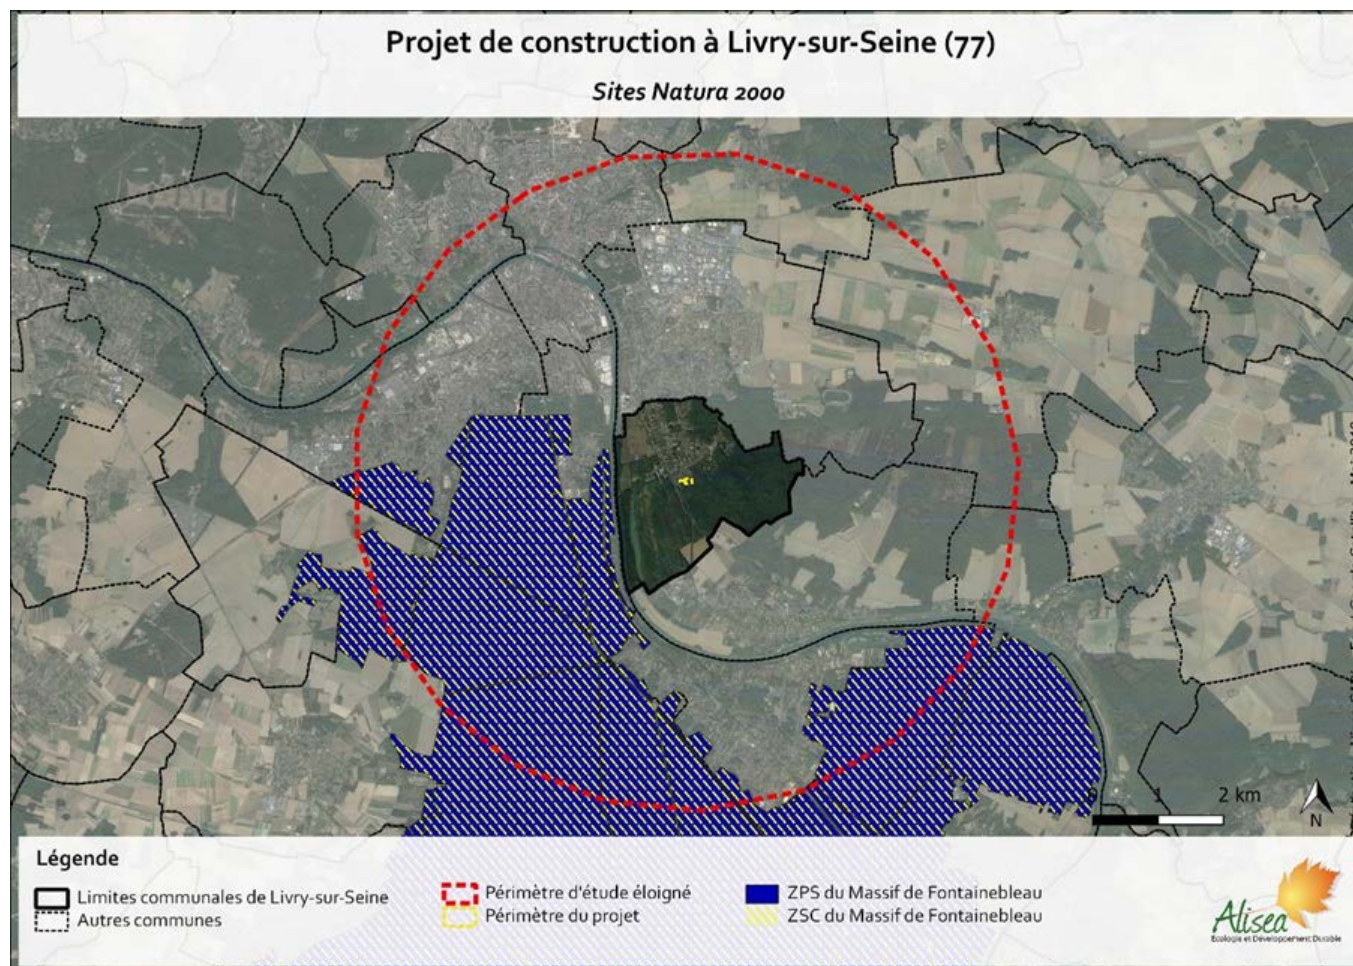 Projet de construction à Livry-sur-Seine (77)
Sites Natura 2000
1 2 km
N
Légende
Limites communales de Livry-sur-Seine
Autres communes
Périmètre d'étude éloigné
Périmètre du projet
ZPS du Massif de Fontainebleau
ZSC du Massif de Fontainebleau
Alisea
Ecologie et Développement Durable